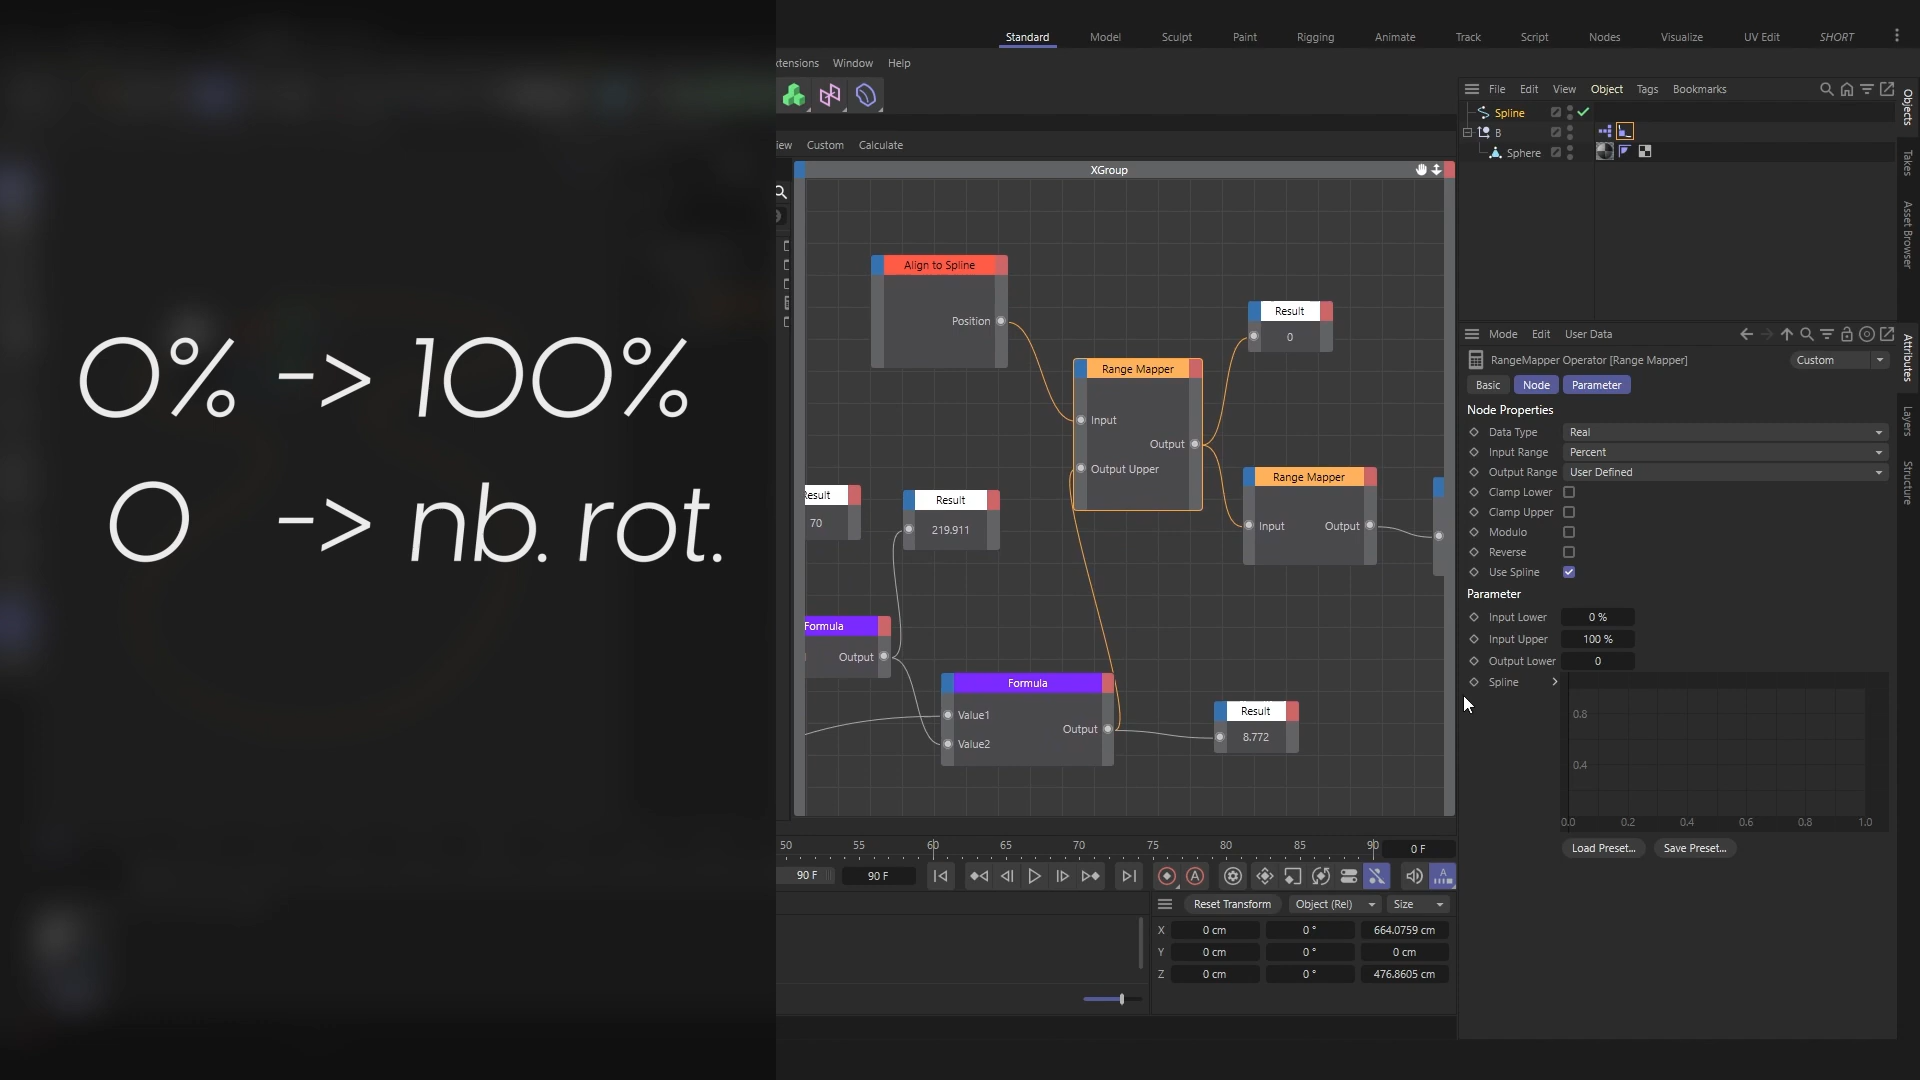 0% -> 100%
0 -> nb. rot.
Standard
Model
Sculpt
Paint
Rigging
Animate
Track
Script
Nodes
Visualize
UV Edit
SHORT
xtensions
Window
Help
iew
Custom
Calculate
XGroup
Align to Spline
Position
Result
0
Range Mapper
Input
Output
Output Upper
Range Mapper
Input
Output
Result
70
Result
219.911
Formula
Output
Formula
Value1
Value2
Output
Result
8.772
50
55
60
65
70
75
80
85
90
0 F
90 F
90 F
Reset Transform
Object (Rel)
Size
X
0 cm
0 °
664.0759 cm
Y
0 cm
0 °
0 cm
Z
0 cm
0 °
476.8605 cm
File
Edit
View
Object
Tags
Bookmarks
Spline
B
Sphere
Objects
Takes
Asset Browser
Attributes
Layers
Structure
Mode
Edit
User Data
RangeMapper Operator [Range Mapper]
Custom
Basic
Node
Parameter
Node Properties
Data Type
Real
Input Range
Percent
Output Range
User Defined
Clamp Lower
Clamp Upper
Modulo
Reverse
Use Spline
Parameter
Input Lower
0 %
Input Upper
100 %
Output Lower
0
Spline
0.8
0.4
0.0
0.2
0.4
0.6
0.8
1.0
Load Preset...
Save Preset...